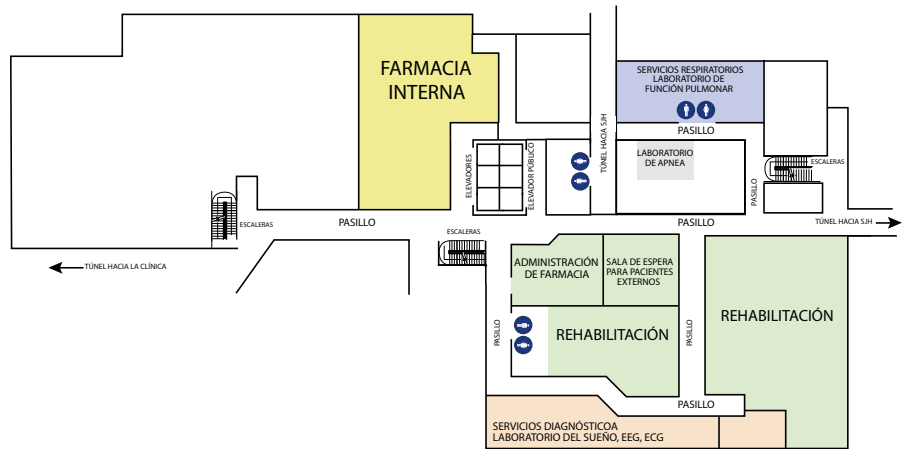 FARMACIA
INTERNA
SERVICIOS RESPIRATORIOS
LABORATORIO DE
FUNCIÓN PULMONAR
PASILLO
TÚNEL HACIA SJH
LABORATORIO
DE APNEA
ELEVADORES
ELEVADOR PÚBLICO
PASILLO
ESCALERAS
TÚNEL HACIA SJH
ESCALERAS
PASILLO
PASILLO
ESCALERAS
TÚNEL HACIA LA CLÍNICA
ADMINISTRACIÓN
DE FARMACIA
SALA DE ESPERA
PARA PACIENTES
EXTERNOS
PASILLO
REHABILITACIÓN
PASILLO
REHABILITACIÓN
PASILLO
SERVICIOS DIAGNÓSTICOA
LABORATORIO DEL SUEÑO, EEG, ECG